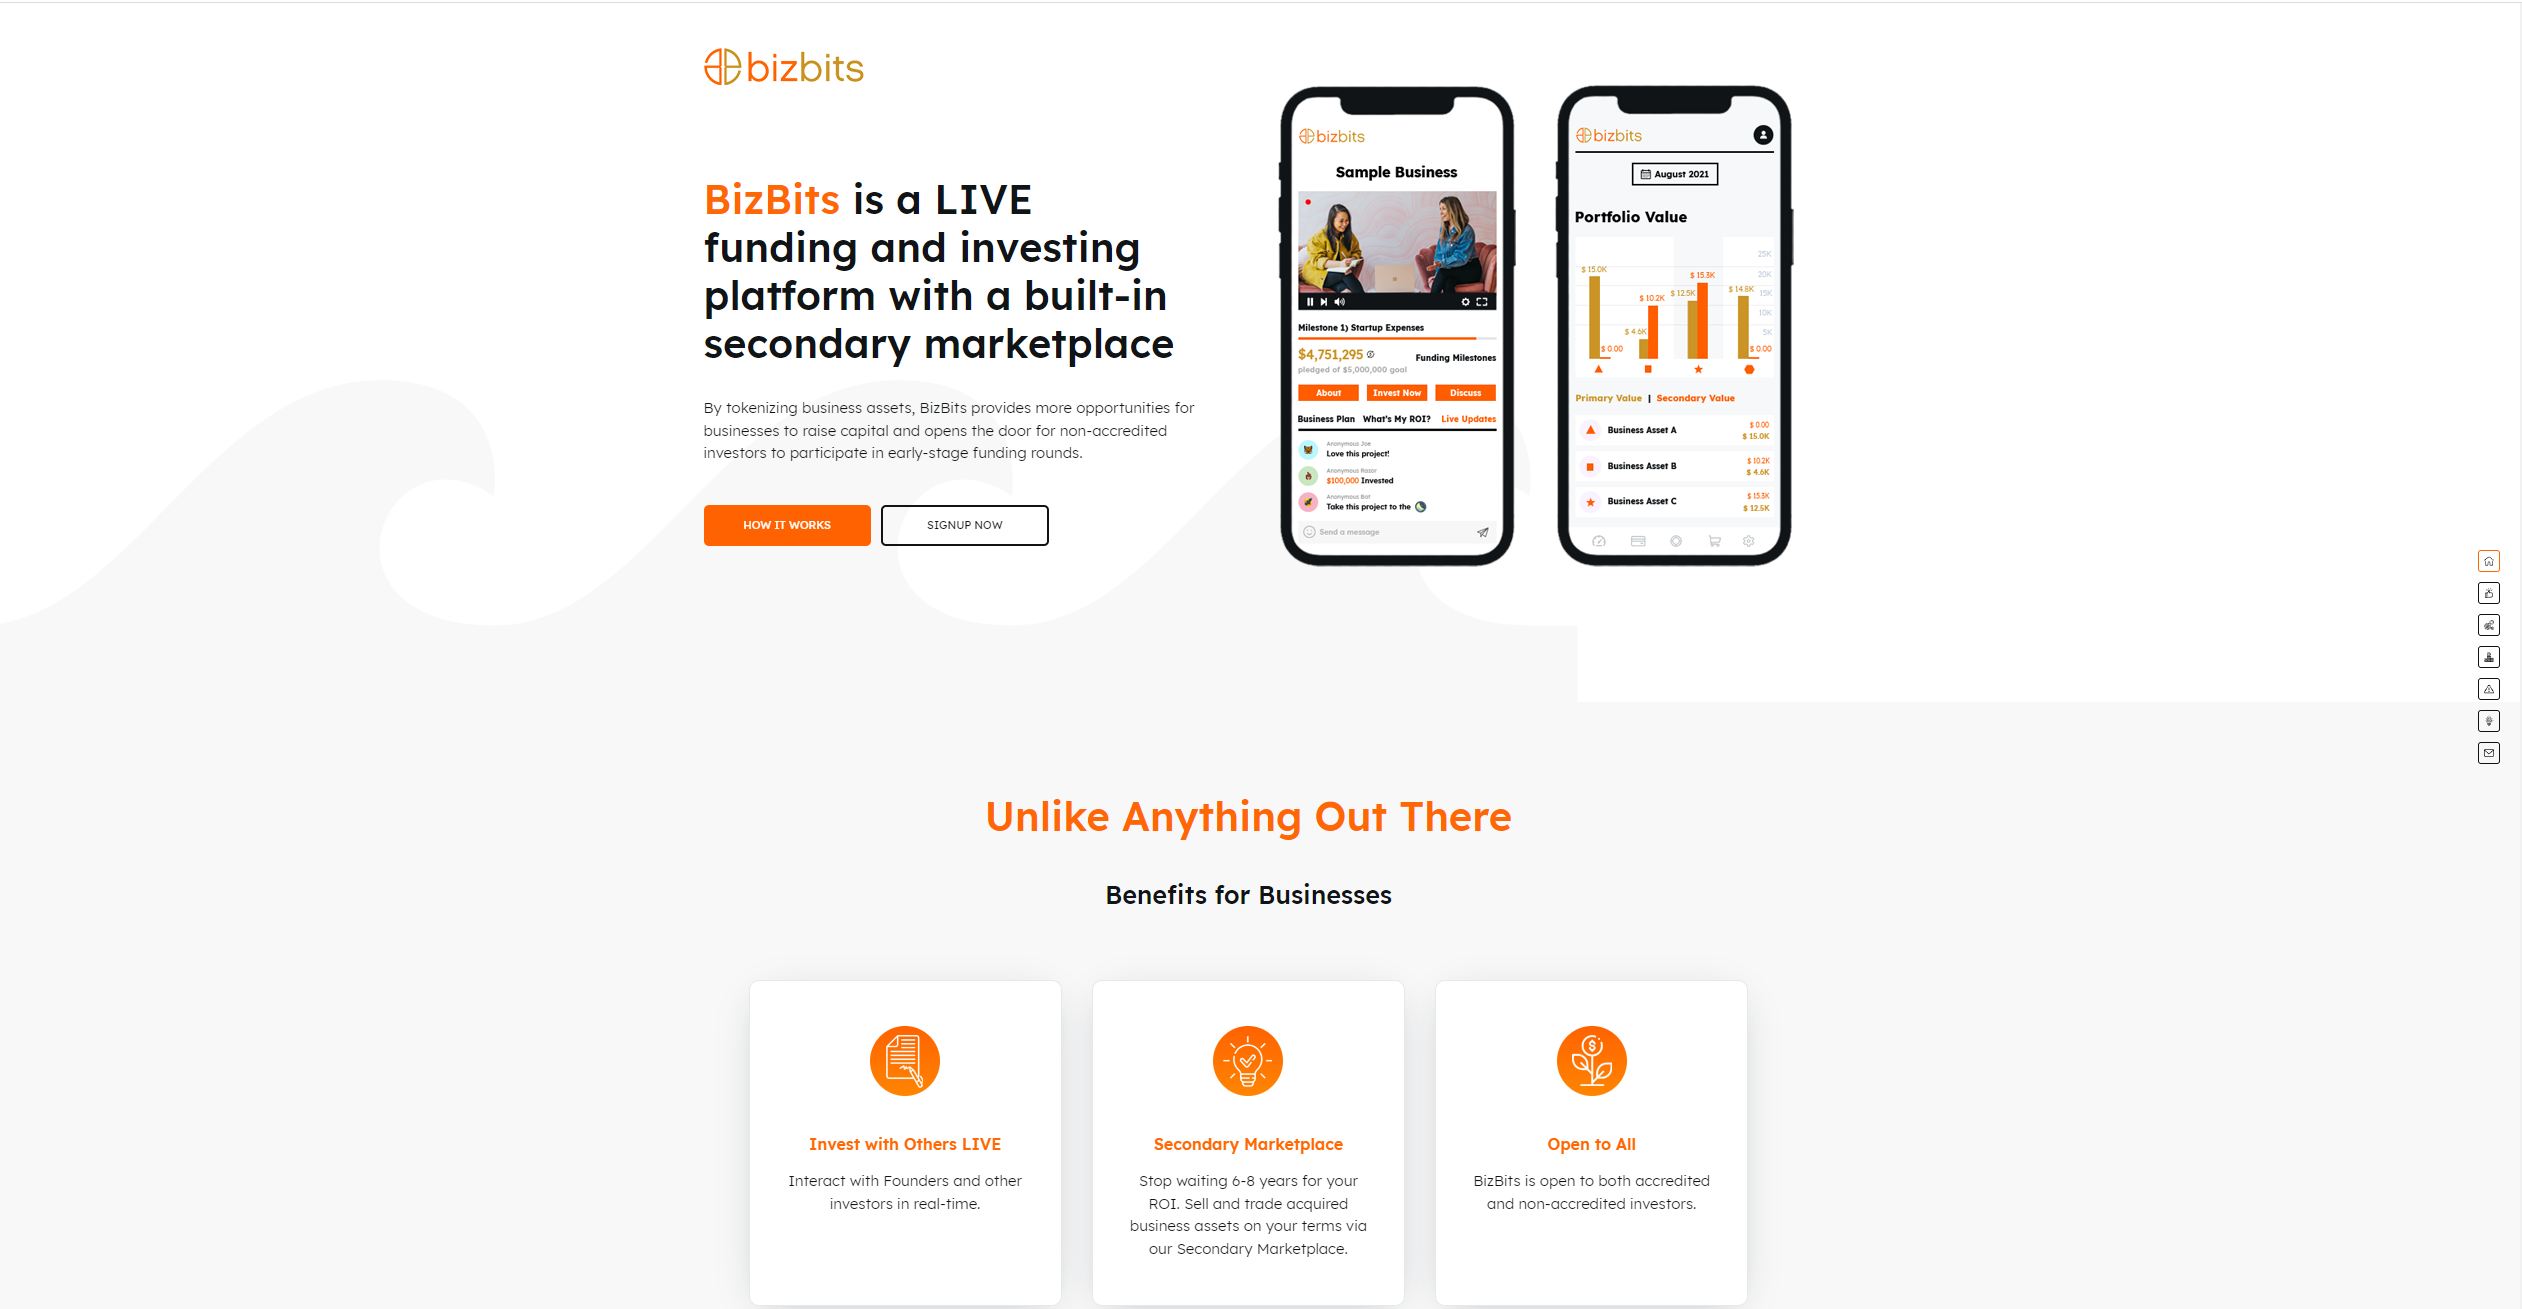 bizbits
BizBits is a LIVE
funding and investing
platform with a built-in
secondary marketplace
By tokenizing business assets, BizBits provides more opportunities for
businesses to raise capital and opens the door for non-accredited
investors to participate in early-stage funding rounds.
HOW IT WORKS
SIGNUP NOW
bizbits
Sample Business
Milestone 1) Startup Expenses
$4,751,295
Funding Milestones
pledged of $5,000,000 goal
About
Invest Now
Discuss
Business Plan
What's My ROI?
Live Updates
Anonymous Joe
Love this project!
Anonymous Razor
$100,000 Invested
Anonymous Bot
Take this project to the
Send a message
bizbits
August 2021
Portfolio Value
25K
20K
15K
10K
5K
$ 15.0K
$ 0.00
$ 4.6K
$ 10.2K
$ 12.5K
$ 15.3K
$ 14.8K
$ 0.00
Primary Value | Secondary Value
Business Asset A
$ 0.00
$ 15.0K
Business Asset B
$ 10.2K
$ 4.6K
Business Asset C
$ 15.3K
$ 12.5K
Unlike Anything Out There
Benefits for Businesses
Invest with Others LIVE
Interact with Founders and other
investors in real-time.
Secondary Marketplace
Stop waiting 6-8 years for your
ROI. Sell and trade acquired
business assets on your terms via
our Secondary Marketplace.
Open to All
BizBits is open to both accredited
and non-accredited investors.